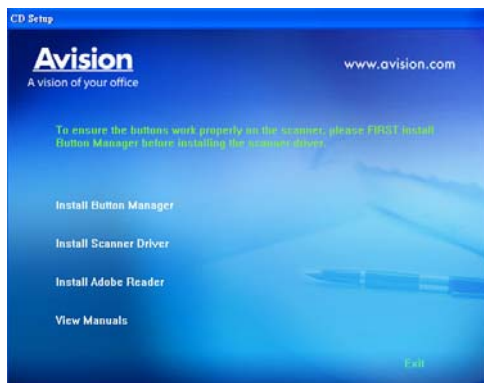 CD Setup
Avision
A vision of your office
www.avision.com
To ensure the buttons work properly on the scanner, please FIRST install
Button Manager before installing the scanner driver.
Install Button Manager
Install Scanner Driver
Install Adobe Reader
View Manuals
Exit